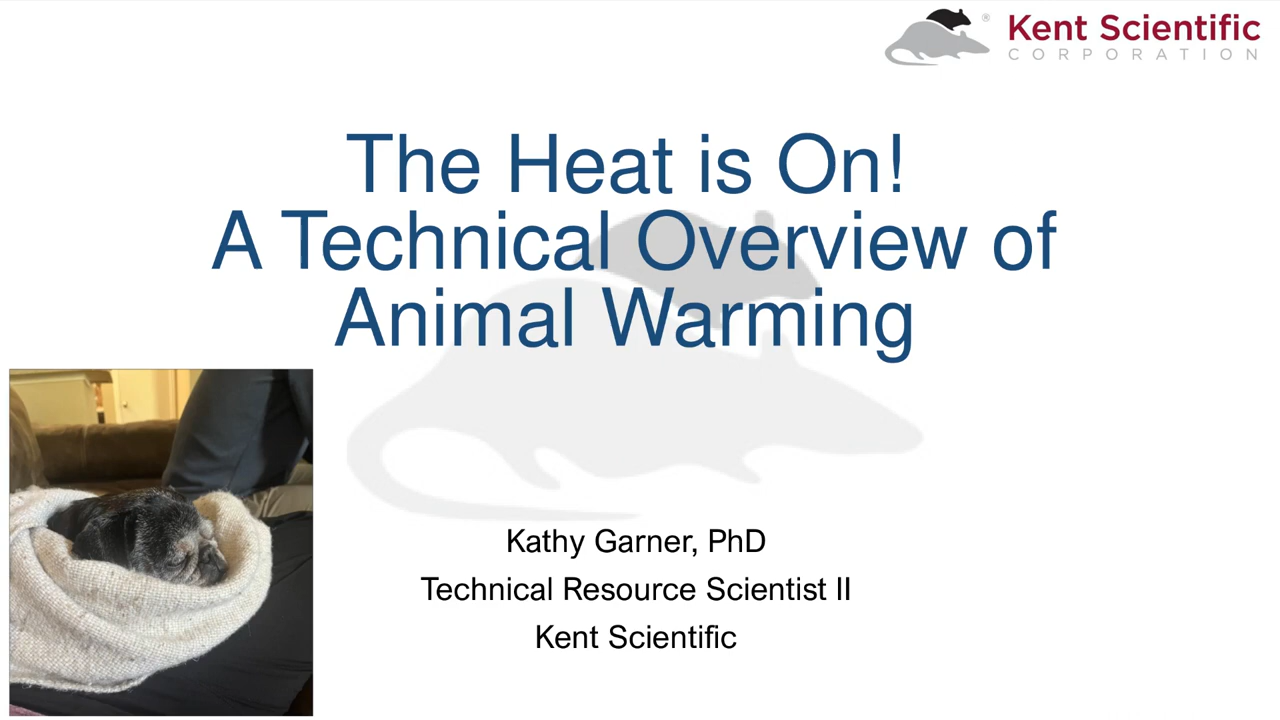 Kent Scientific
CORPORATION
The Heat is On!
A Technical Overview of
Animal Warming
Kathy Garner, PhD
Technical Resource Scientist II
Kent Scientific